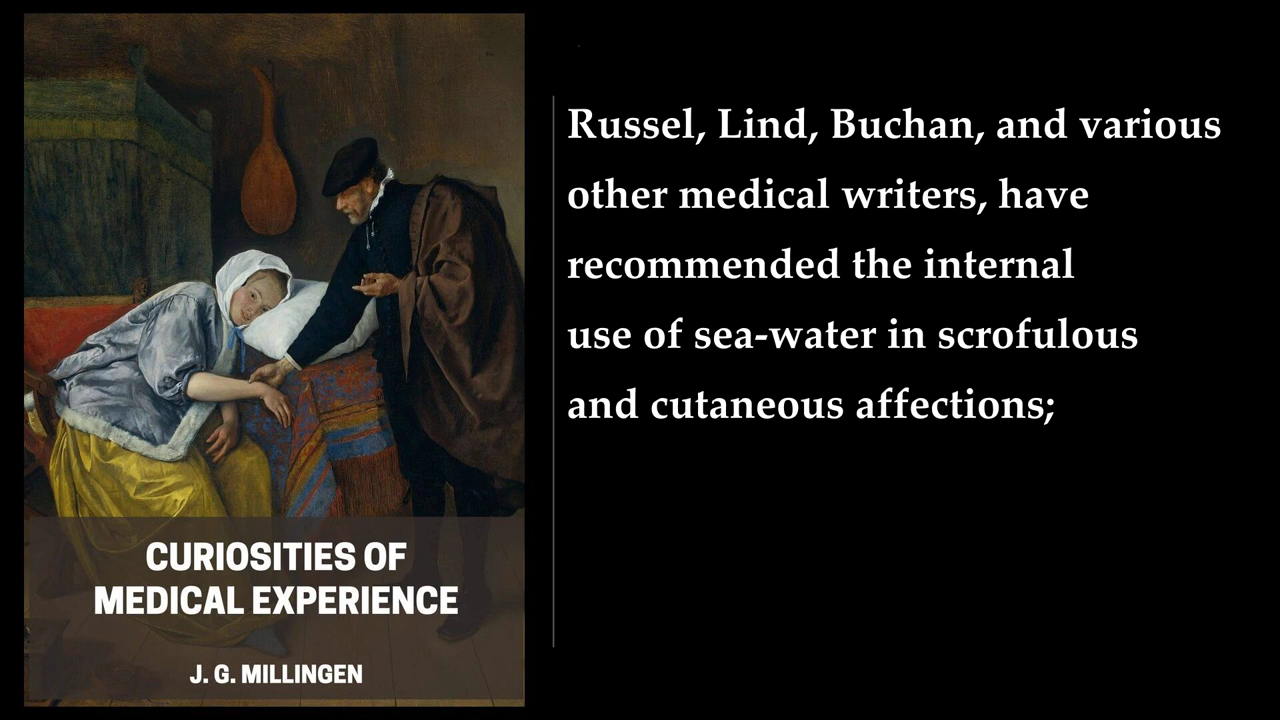 Russel, Lind, Buchan, and various
other medical writers, have
recommended the internal
use of sea-water in scrofulous
and cutaneous affections;
CURIOSITIES OF
MEDICAL EXPERIENCE
J. G. MILLINGEN